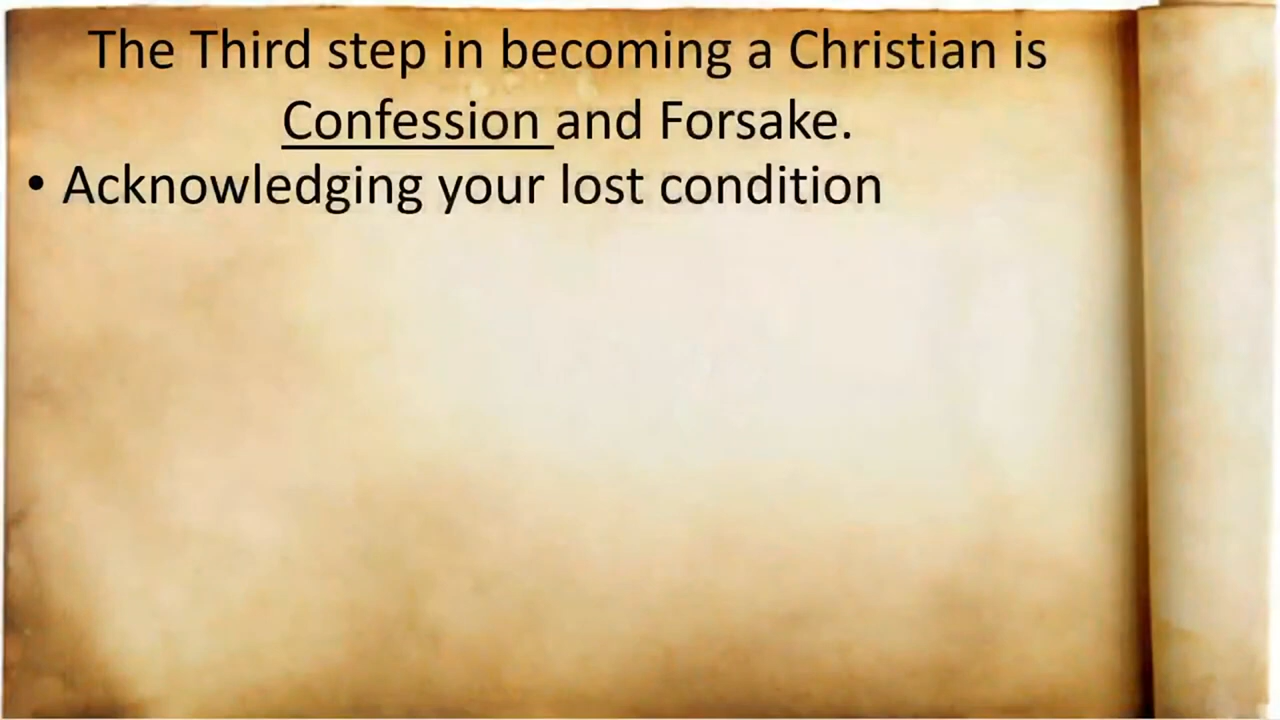 The Third step in becoming a Christian is
Confession and Forsake.
• Acknowledging your lost condition